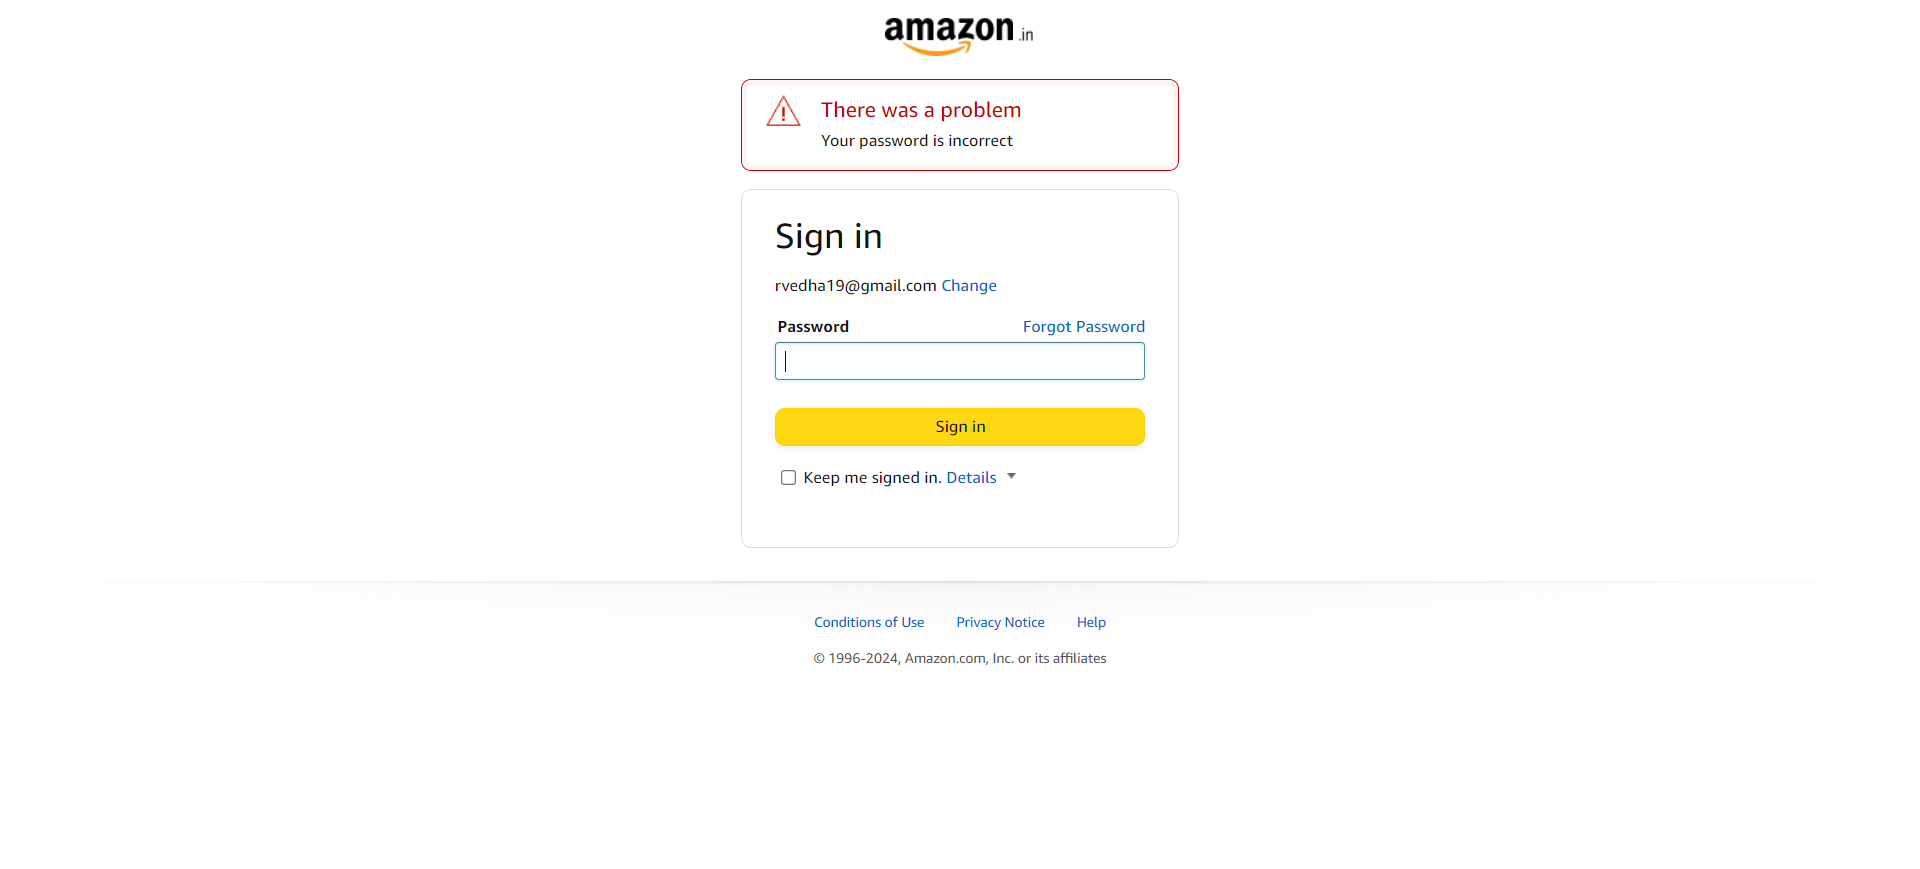 amazon.in
There was a problem
Your password is incorrect
Sign in
rvedha19@gmail.com Change
Password Forgot Password
Sign in
Keep me signed in. Details
Conditions of Use Privacy Notice Help
© 1996-2024, Amazon.com, Inc. or its affiliates